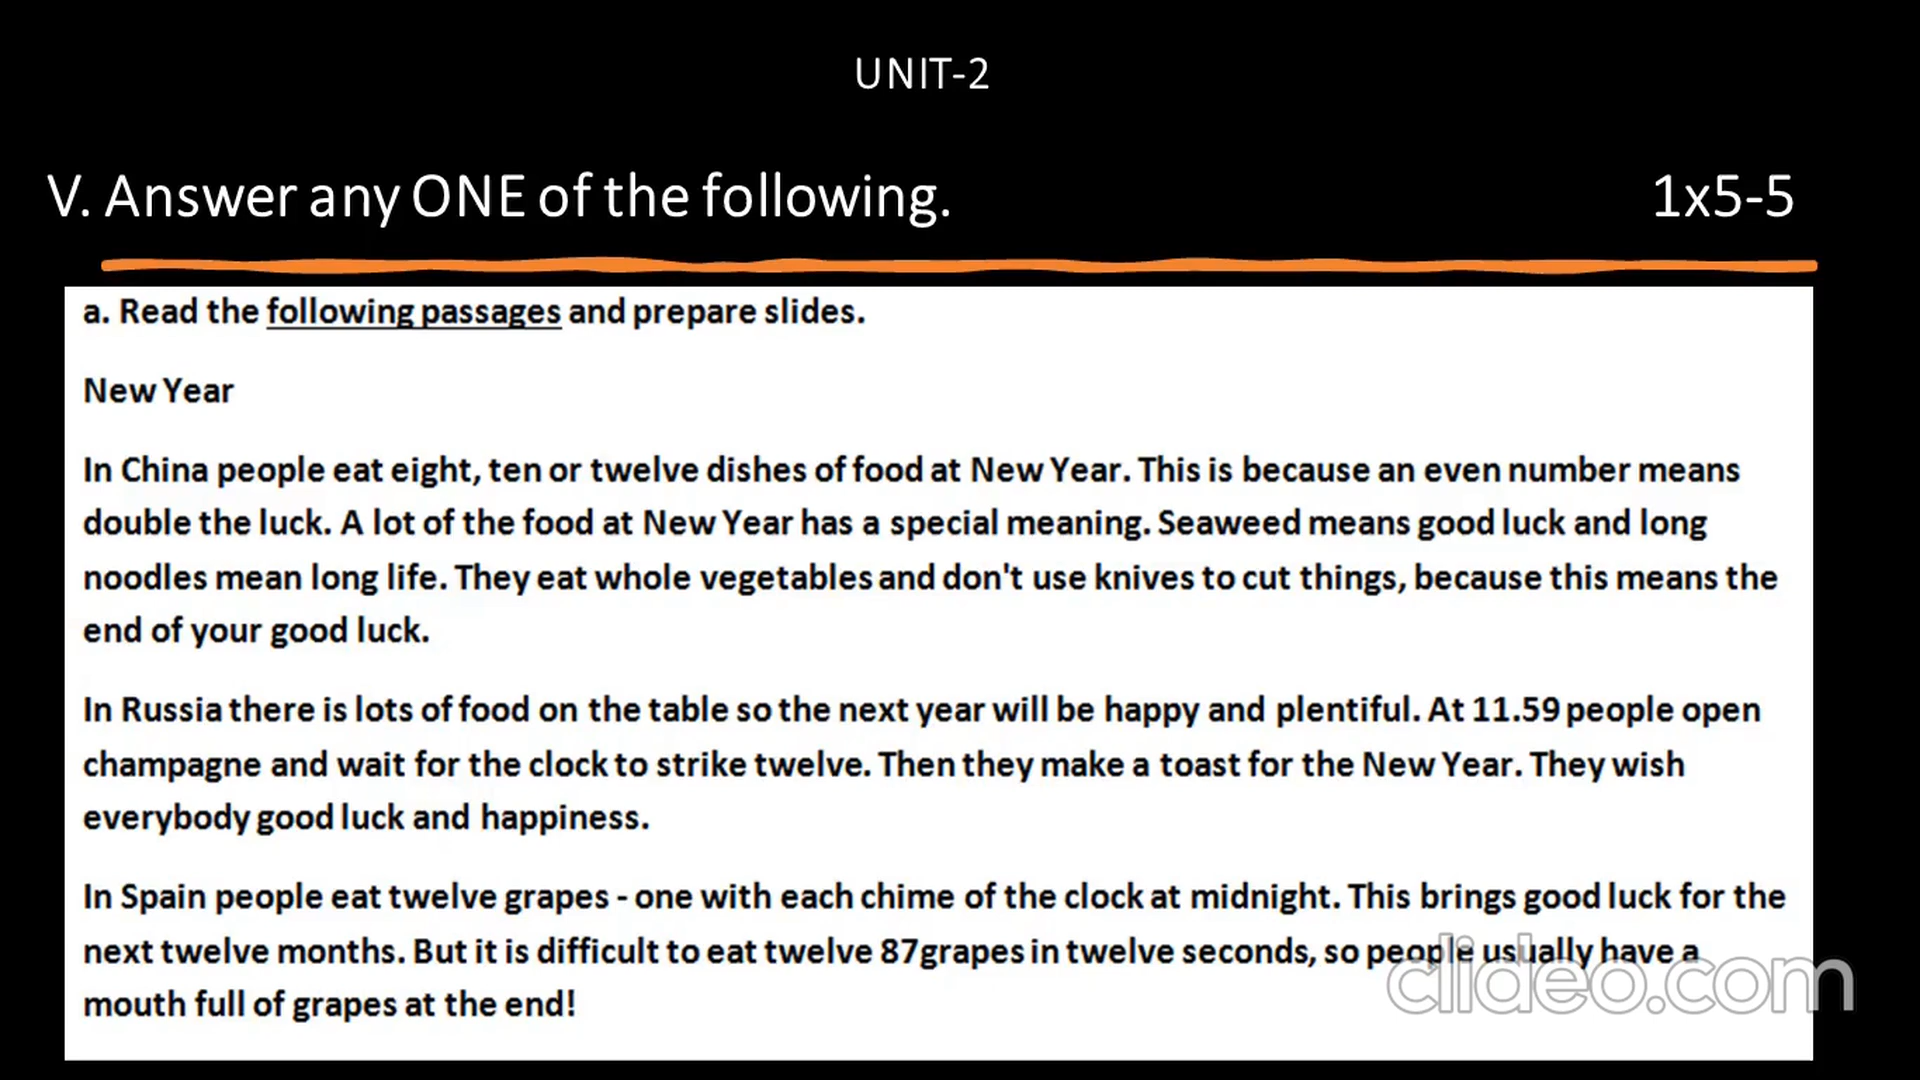 UNIT-2
V. Answer any ONE of the following. 1x5-5
a. Read the following passages and prepare slides.
New Year
In China people eat eight, ten or twelve dishes of food at New Year. This is because an even number means
double the luck. A lot of the food at New Year has a special meaning. Seaweed means good luck and long
noodles mean long life. They eat whole vegetables and don't use knives to cut things, because this means the
end of your good luck.
In Russia there is lots of food on the table so the next year will be happy and plentiful. At 11.59 people open
champagne and wait for the clock to strike twelve. Then they make a toast for the New Year. They wish
everybody good luck and happiness.
In Spain people eat twelve grapes - one with each chime of the clock at midnight. This brings good luck for the
next twelve months. But it is difficult to eat twelve 87grapes in twelve seconds, so people usually have a
mouth full of grapes at the end!
clideo.com